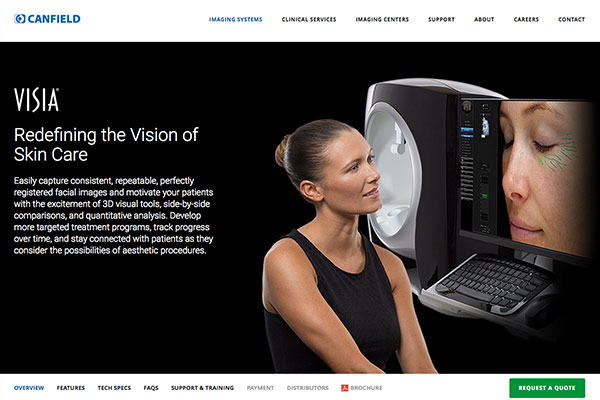 CANFIELD
IMAGING SYSTEMS CLINICAL SERVICES IMAGING CENTERS SUPPORT ABOUT CAREERS CONTACT
VISIA®
Redefining the Vision of
Skin Care
Easily capture consistent, repeatable, perfectly
registered facial images and motivate your patients
with the excitement of 3D visual tools, side-by-side
comparisons, and quantitative analysis. Develop
more targeted treatment programs, track progress
over time, and stay connected with patients as they
consider the possibilities of aesthetic procedures.
OVERVIEW FEATURES TECH SPECS FAQS SUPPORT & TRAINING PAYMENT DISTRIBUTORS BROCHURE
REQUEST A QUOTE